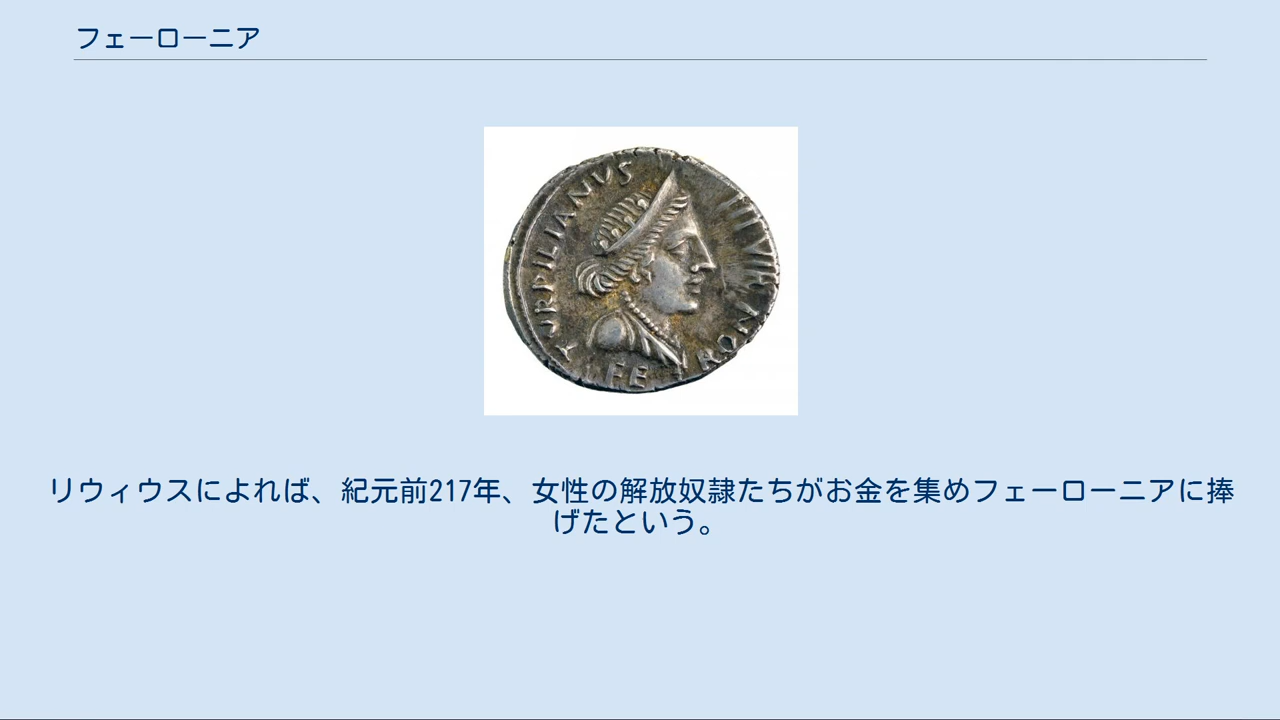 フェーローニア
TVRPILIANVS
III VIR
FE RO N
リウィウスによれば、紀元前217年、女性の解放奴隷たちがお金を集めフェーローニアに捧
げたという。